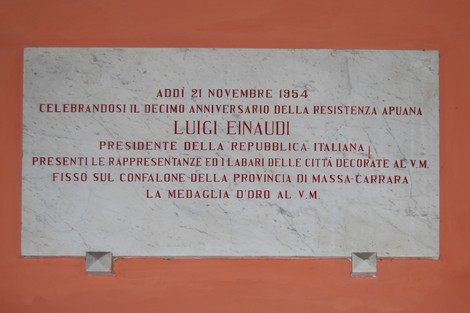 ADDÌ 21 NOVEMBRE 1954
CELEBRANDOSI IL DECIMO ANNIVERSARIO DELLA RESISTENZA APUANA
LUIGI EINAUDI
PRESIDENTE DELLA REPUBBLICA ITALIANA
PRESENTI LE RAPPRESENTANZE ED I LABARI DELLE CITTÀ DECORATE AL V.M.
FISSO SUL CONFALONE DELLA PROVINCIA DI MASSA-CARRARA
LA MEDAGLIA D'ORO AL V.M.